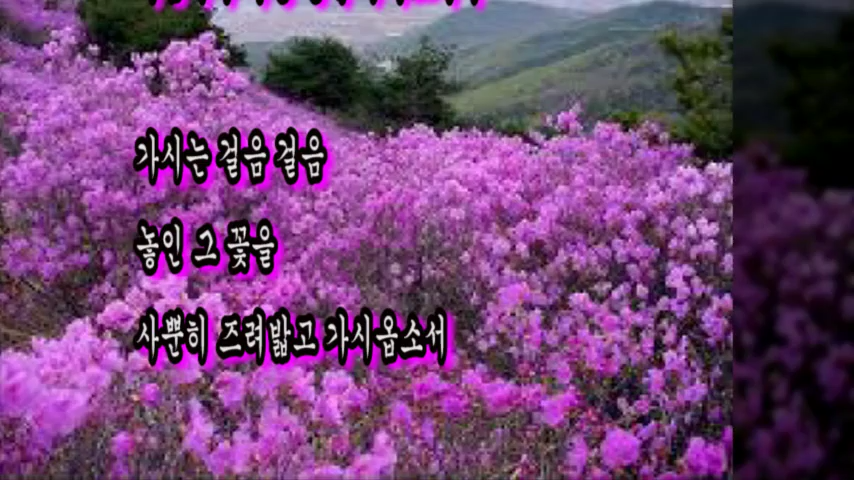 가시는 걸음 걸음
놓인 그 꽃을
사뿐히 즈려밟고 가시옵소서